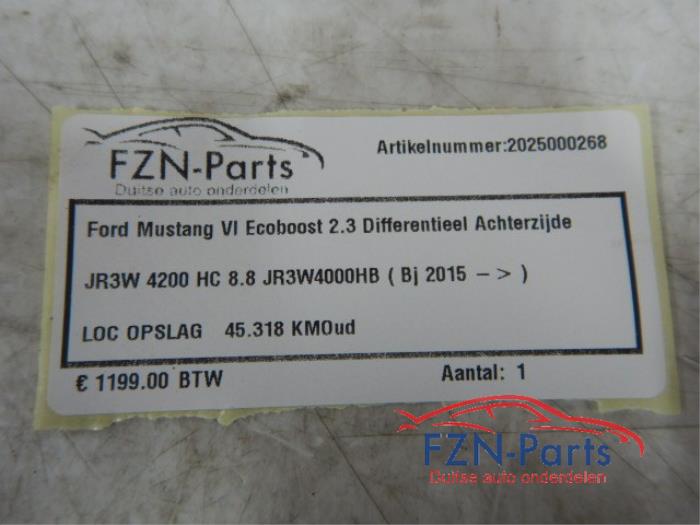 FZN-Parts
Duitse auto onderdelen
Artikelnummer:2025000268
Ford Mustang VI Ecoboost 2.3 Differentieel Achterzijde
JR3W 4200 HC 8.8 JR3W4000HB ( Bj 2015 - > )
LOC OPSLAG 45.318 KMOud
€ 1199.00 BTW
Aantal: 1
FZN-Parts
Duitse auto onderdelen